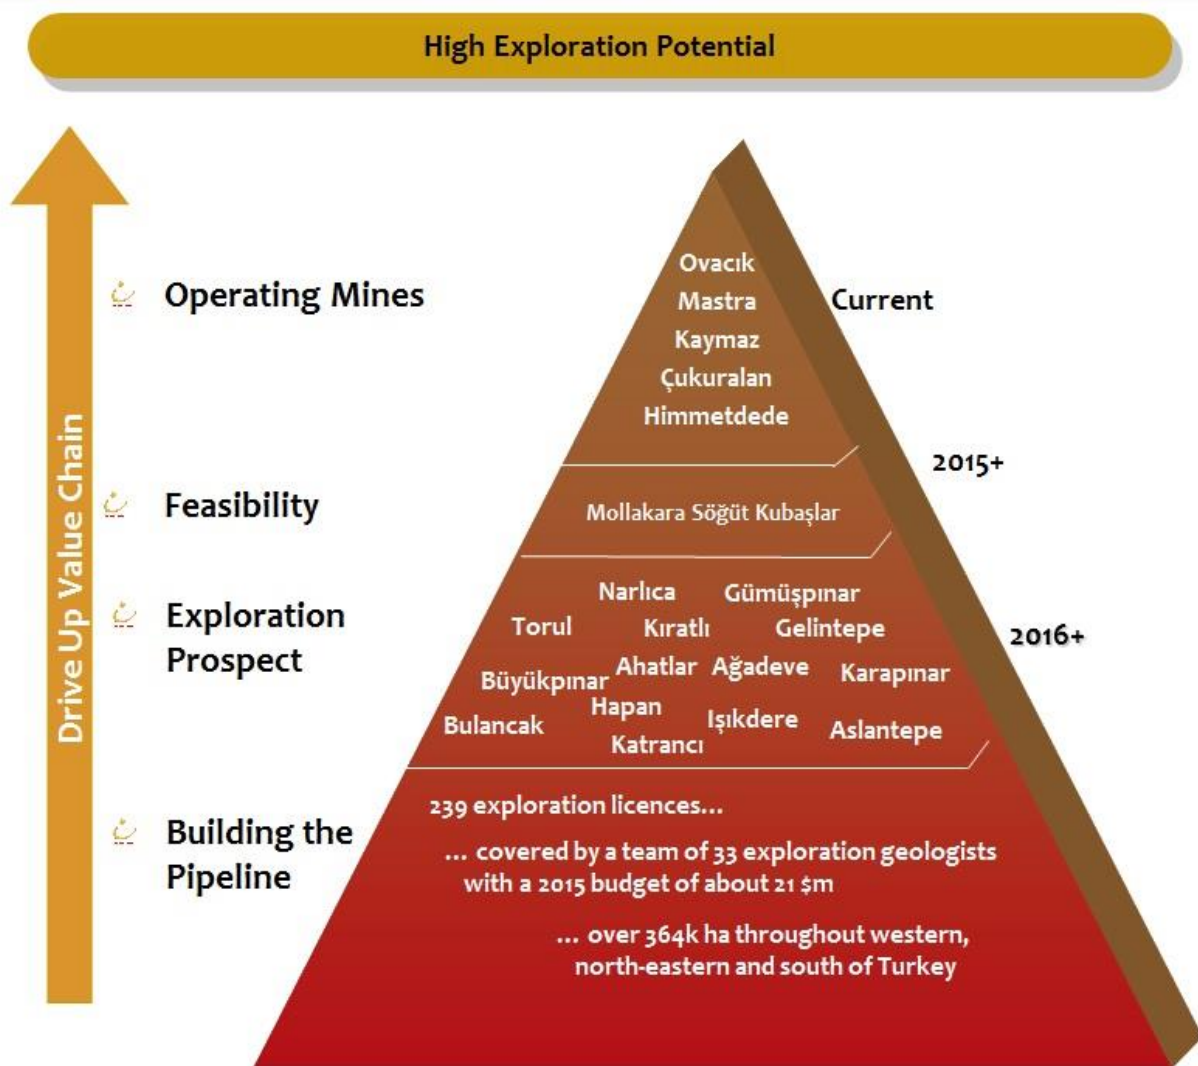 High Exploration Potential
Drive Up Value Chain
Operating Mines
Ovacık
Mastra
Kaymaz
Çukuralan
Himmetdede
Current
2015+
Feasibility
Mollakara Söğüt Kubaşlar
Exploration
Prospect
Narlıca Gümüşpınar
Torul Kıratlı Gelintepe
2016+
Büyükpınar Ahatlar Ağadeve Karapınar
Bulancak Hapan Işıkdere Aslantepe
Katrancı
Building the
Pipeline
239 exploration licences...
... covered by a team of 33 exploration geologists
with a 2015 budget of about 21 $m
... over 364k ha throughout western,
north-eastern and south of Turkey